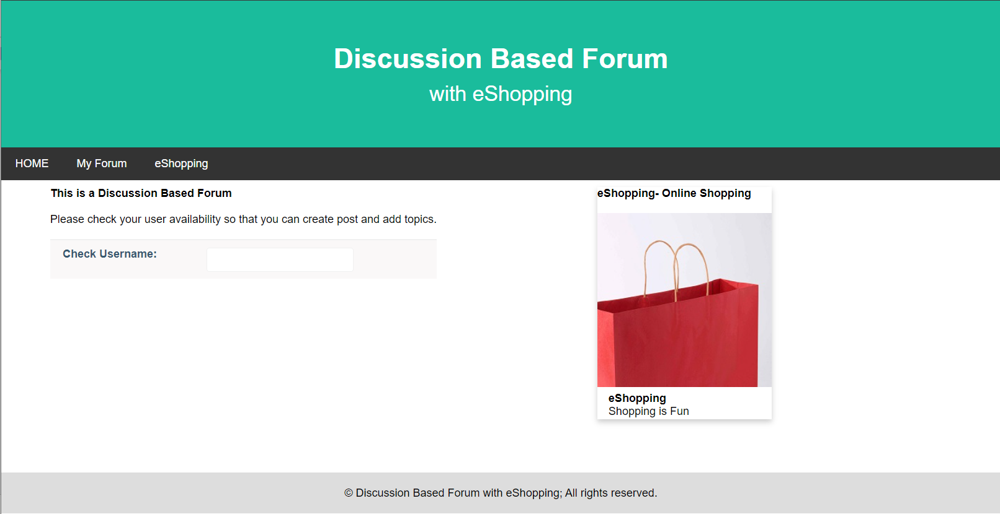 Discussion Based Forum
with eShopping
HOME My Forum eShopping
This is a Discussion Based Forum
Please check your user availability so that you can create post and add topics.
Check Username:
eShopping- Online Shopping
eShopping
Shopping is Fun
© Discussion Based Forum with eShopping; All rights reserved.